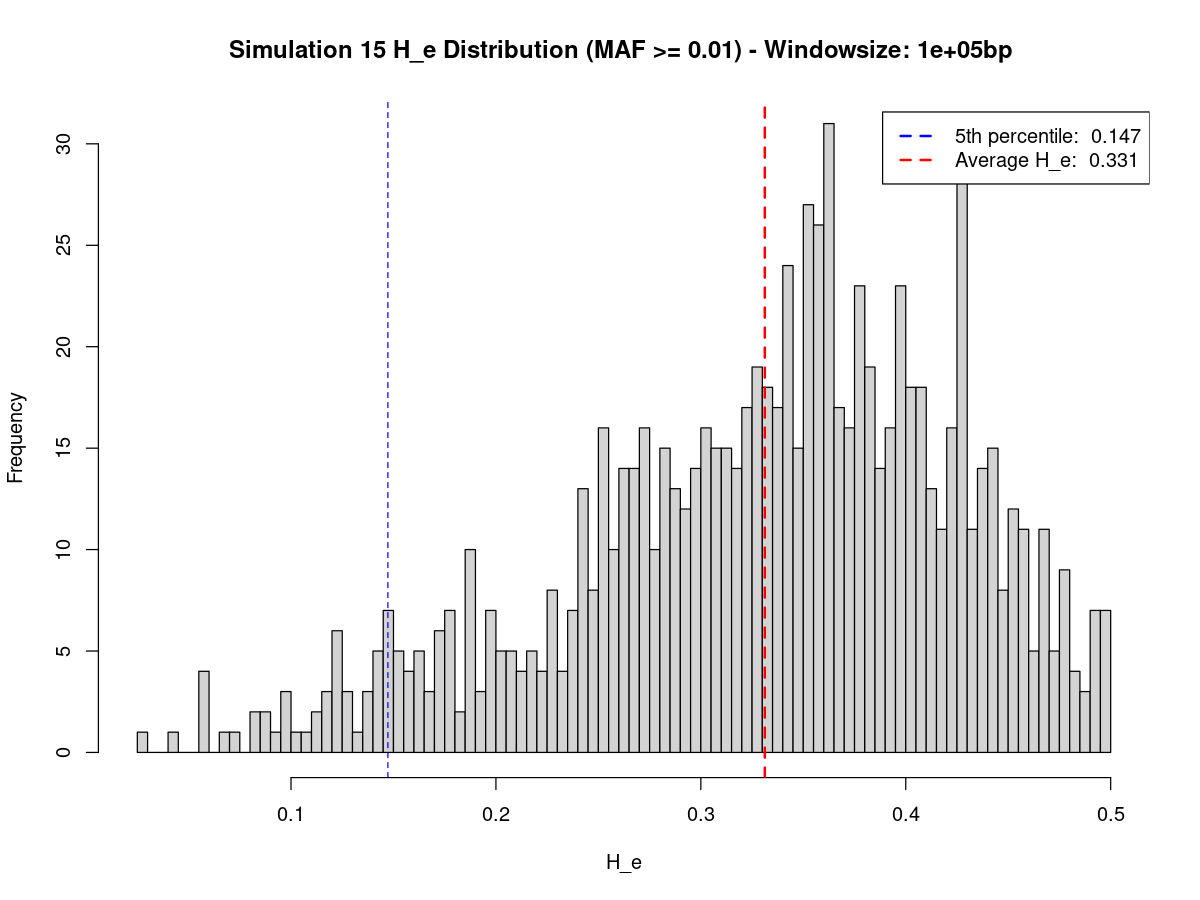 Simulation 15 H_e Distribution (MAF >= 0.01) - Windowsize: 1e+05bp
5th percentile:  0.147
Average H_e:  0.331
Frequency
30
25
20
15
10
5
0
0.1
0.2
0.3
0.4
0.5
H_e